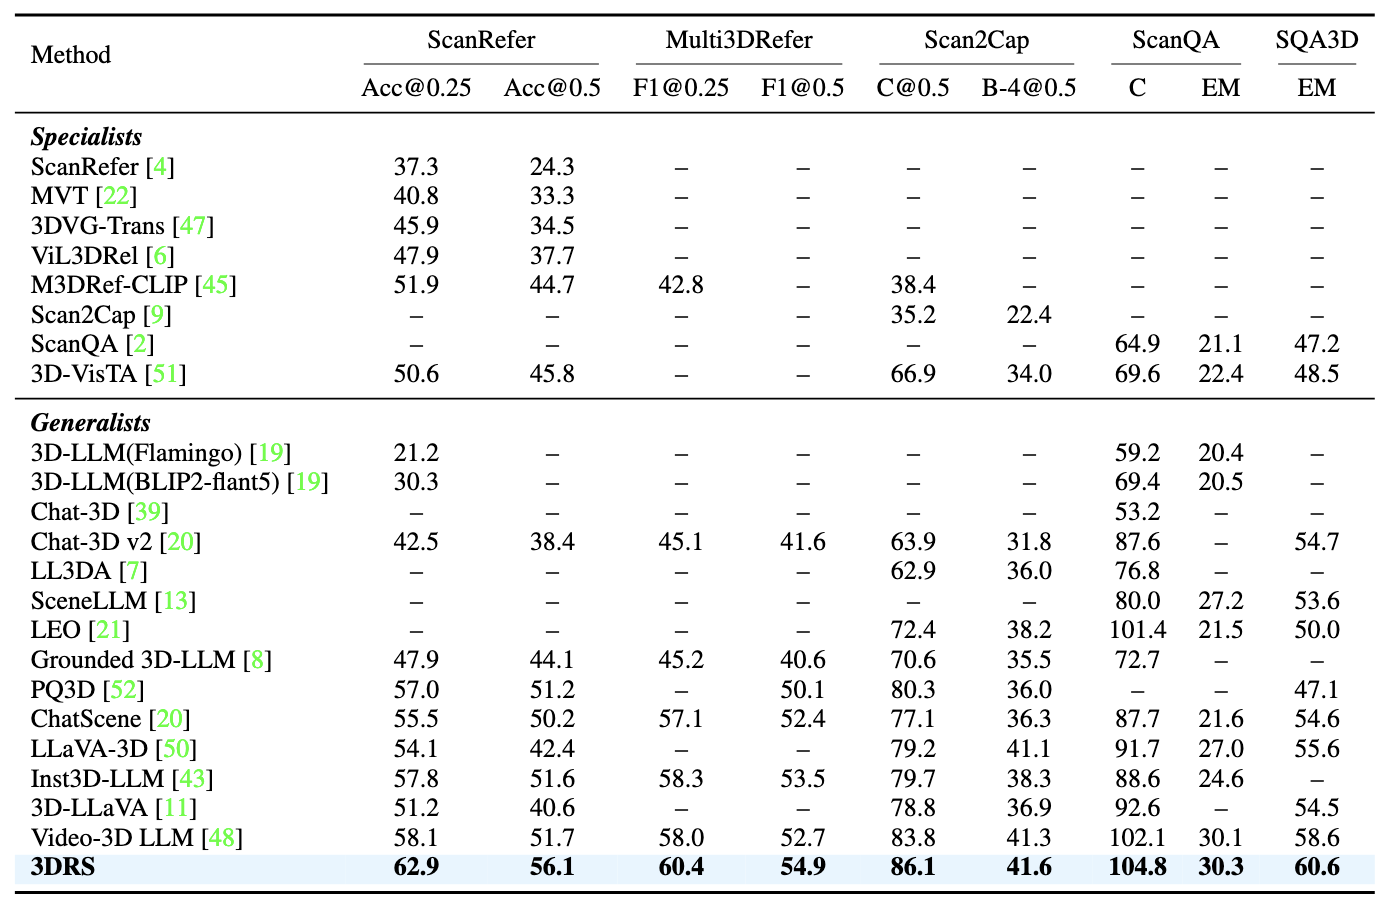 Method ScanRefer Multi3DRefer Scan2Cap ScanQA SQA3D
Acc@0.25 Acc@0.5 F1@0.25 F1@0.5 C@0.5 B-4@0.5 C EM EM
Specialists
ScanRefer [4] 37.3 24.3 – – – – – – –
MVT [22] 40.8 33.3 – – – – – – –
3DVG-Trans [47] 45.9 34.5 – – – – – – –
ViL3DRel [6] 47.9 37.7 – – – – – – –
M3DRef-CLIP [45] 51.9 44.7 42.8 – 38.4 – – – –
Scan2Cap [9] – – – – 35.2 22.4 – – –
ScanQA [2] – – – – – – 64.9 21.1 47.2
3D-VisTA [51] 50.6 45.8 – – 66.9 34.0 69.6 22.4 48.5
Generalists
3D-LLM(Flamingo) [19] 21.2 – – – – – 59.2 20.4 –
3D-LLM(BLIP2-flant5) [19] 30.3 – – – – – 69.4 20.5 –
Chat-3D [39] – – – – – – 53.2 – –
Chat-3D v2 [20] 42.5 38.4 45.1 41.6 63.9 31.8 87.6 – 54.7
LL3DA [7] – – – – 62.9 36.0 76.8 – –
SceneLLM [13] – – – – – – 80.0 27.2 53.6
LEO [21] – – – – 72.4 38.2 101.4 21.5 50.0
Grounded 3D-LLM [8] 47.9 44.1 45.2 40.6 70.6 35.5 72.7 – –
PQ3D [52] 57.0 51.2 – 50.1 80.3 36.0 – – 47.1
ChatScene [20] 55.5 50.2 57.1 52.4 77.1 36.3 87.7 21.6 54.6
LLaVA-3D [50] 54.1 42.4 – – 79.2 41.1 91.7 27.0 55.6
Inst3D-LLM [43] 57.8 51.6 58.3 53.5 79.7 38.3 88.6 24.6 –
3D-LLaVA [11] 51.2 40.6 – – 78.8 36.9 92.6 – 54.5
Video-3D LLM [48] 58.1 51.7 58.0 52.7 83.8 41.3 102.1 30.1 58.6
3DRS 62.9 56.1 60.4 54.9 86.1 41.6 104.8 30.3 60.6